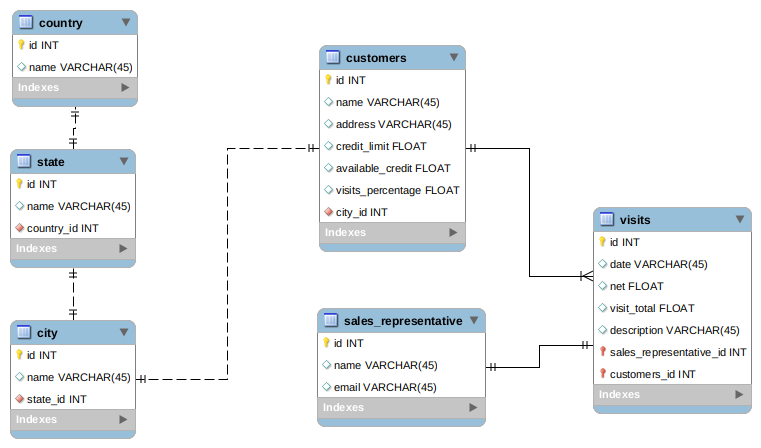 country
id INT
name VARCHAR(45)
Indexes
state
id INT
name VARCHAR(45)
country_id INT
Indexes
city
id INT
name VARCHAR(45)
state_id INT
Indexes
customers
id INT
name VARCHAR(45)
address VARCHAR(45)
credit_limit FLOAT
available_credit FLOAT
visits_percentage FLOAT
city_id INT
Indexes
sales_representative
id INT
name VARCHAR(45)
email VARCHAR(45)
Indexes
visits
id INT
date VARCHAR(45)
net FLOAT
visit_total FLOAT
description VARCHAR(45)
sales_representative_id INT
customers_id INT
Indexes